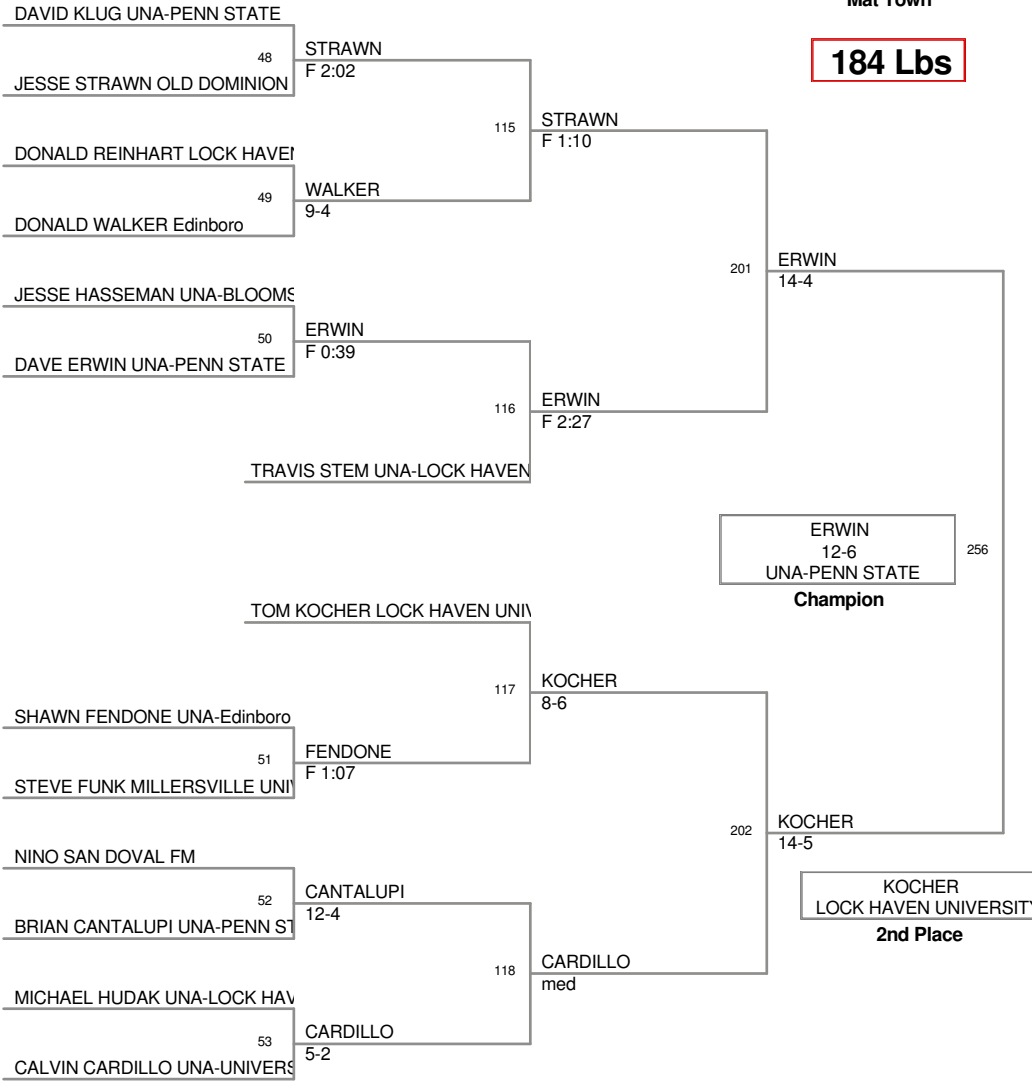 Mat Town
184 Lbs
DAVID KLUG UNA-PENN STATE
48
JESSE STRAWN OLD DOMINION
STRAWN
F 2:02
DONALD REINHART LOCK HAVEN
49
DONALD WALKER Edinboro
WALKER
9-4
115
STRAWN
F 1:10
JESSE HASSEMAN UNA-BLOOMS
50
DAVE ERWIN UNA-PENN STATE
ERWIN
F 0:39
TRAVIS STEM UNA-LOCK HAVEN
116
ERWIN
F 2:27
201
ERWIN
14-4
TOM KOCHER LOCK HAVEN UNIV
SHAWN FENDONE UNA-Edinboro
51
STEVE FUNK MILLERSVILLE UNIV
FENDONE
F 1:07
117
KOCHER
8-6
NINO SAN DOVAL FM
52
BRIAN CANTALUPI UNA-PENN ST
CANTALUPI
12-4
MICHAEL HUDAK UNA-LOCK HAV
53
CALVIN CARDILLO UNA-UNIVERS
CARDILLO
5-2
118
CARDILLO
med
202
KOCHER
14-5
256
ERWIN
12-6
UNA-PENN STATE
Champion
KOCHER
LOCK HAVEN UNIVERSITY
2nd Place